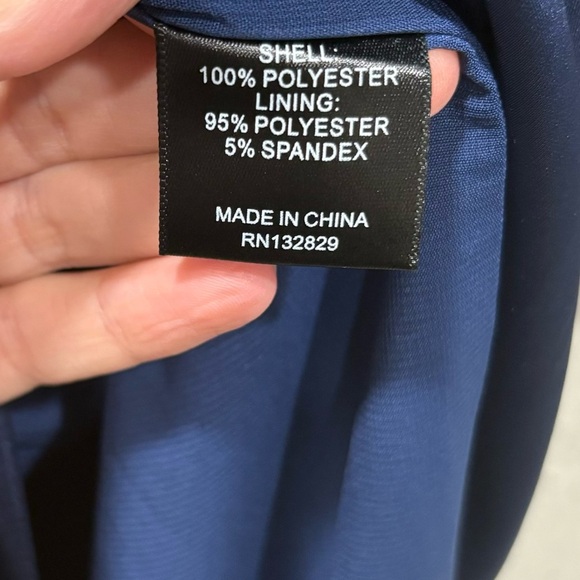 SHELL:
100% POLYESTER
LINING:
95% POLYESTER
5% SPANDEX
MADE IN CHINA
RN132829